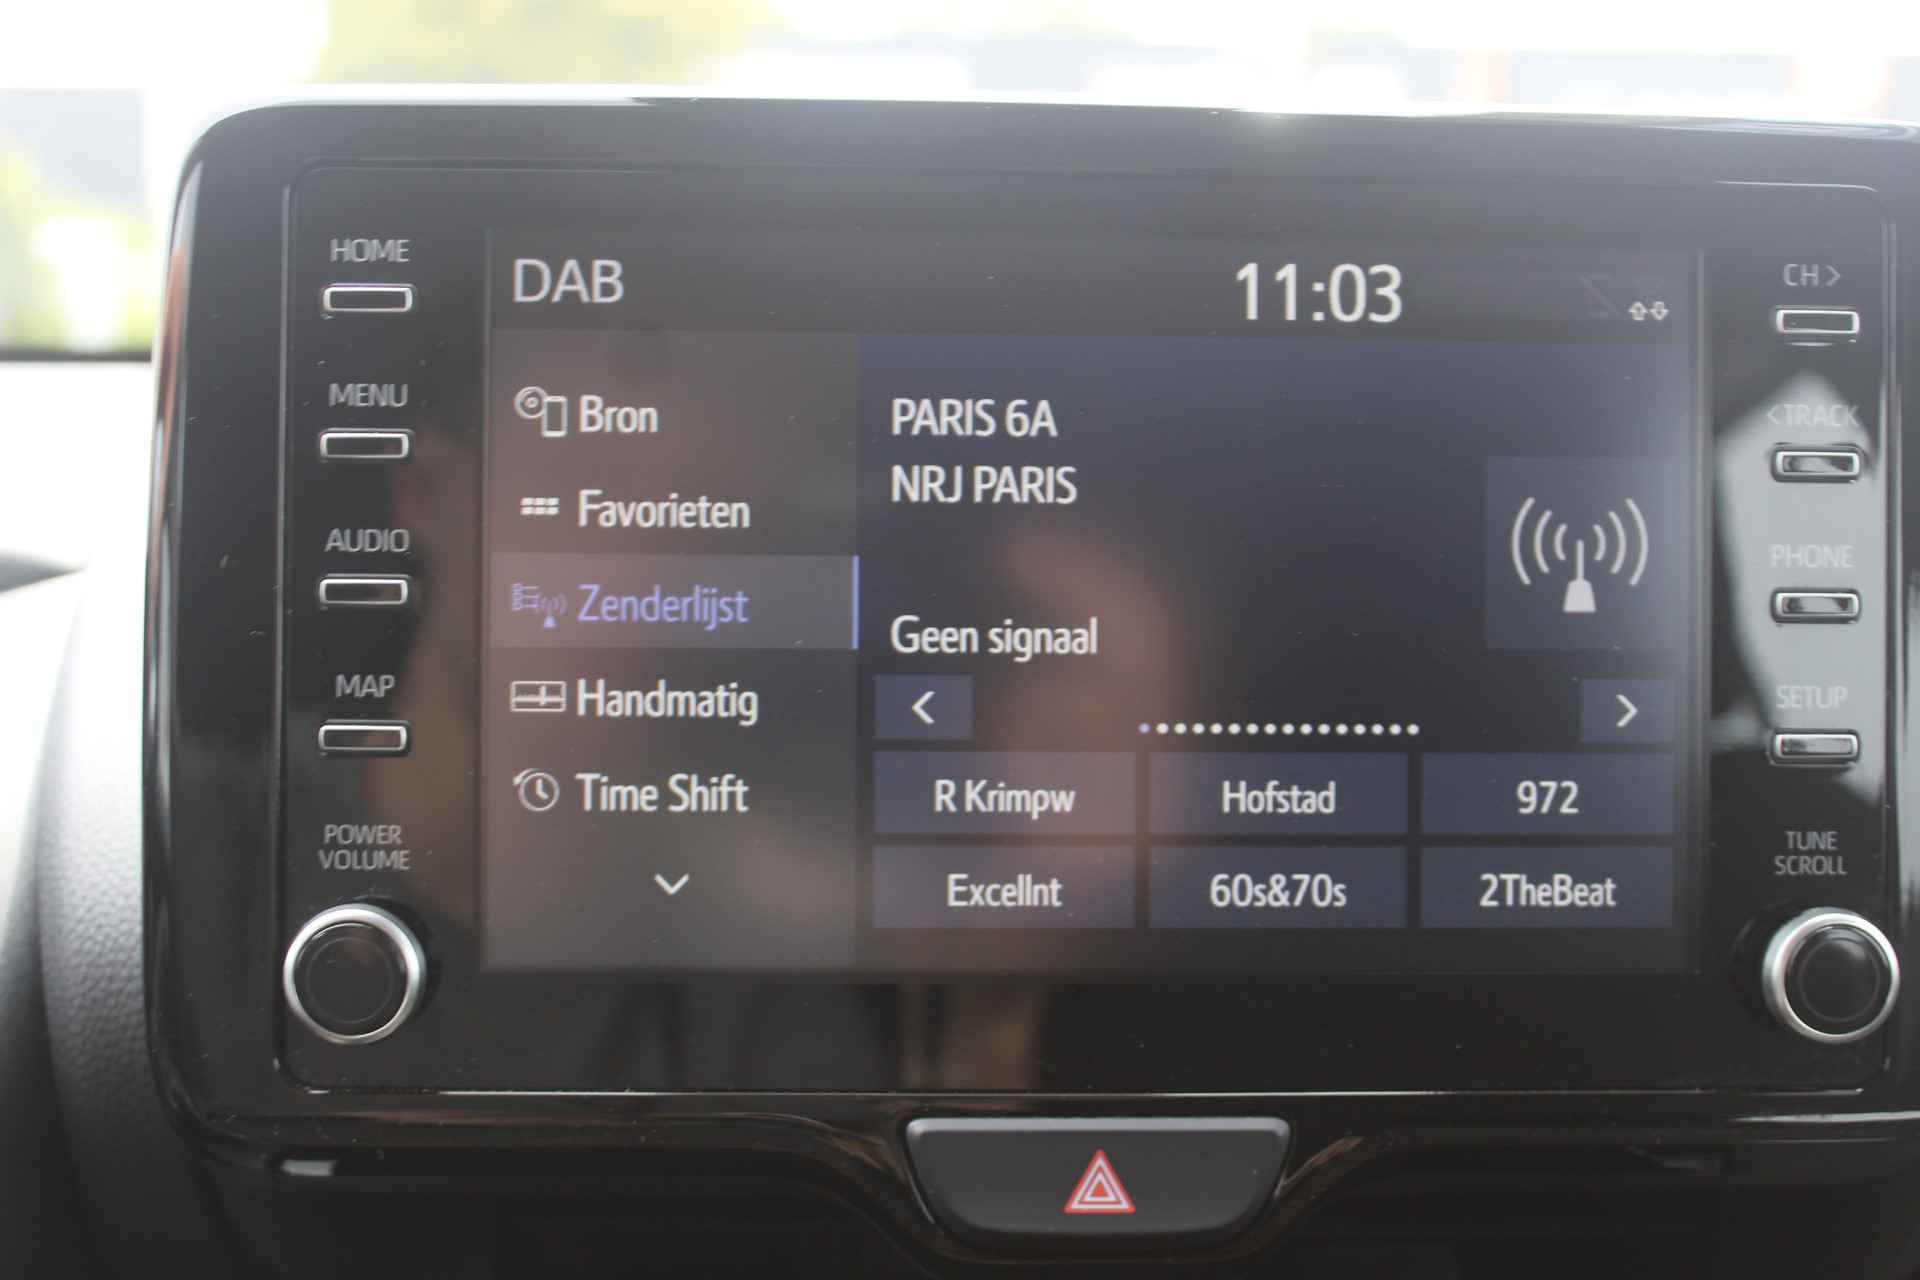 HOME
MENU
AUDIO
MAP
POWER
VOLUME
DAB
11:03
Bron
Favorieten
Zenderlijst
Handmatig
Time Shift
PARIS 6A
NRJ PARIS
Geen signaal
R Krimpw
Hofstad
972
Excellnt
60s&70s
2TheBeat
CH >
< TRACK
PHONE
SETUP
TUNE
SCROLL